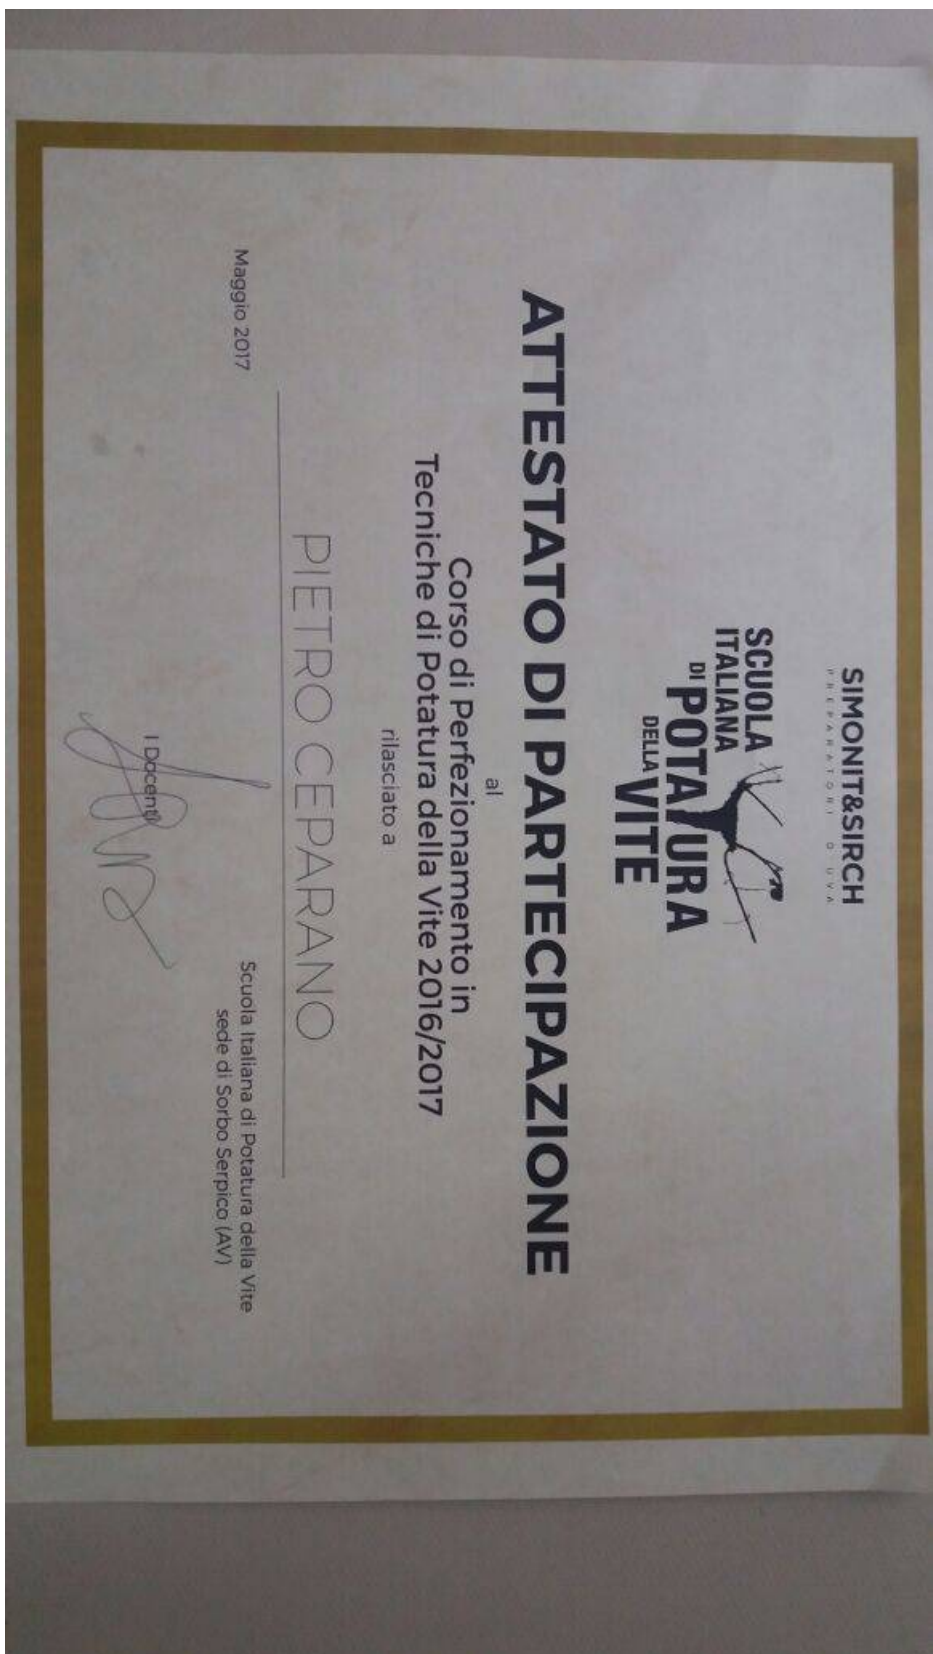 SIMONIT&SIRCH
PREPARATORI D'UVA
SCUOLA
ITALIANA
DI POTATURA
DELLA VITE
ATTESTATO DI PARTECIPAZIONE
al
Corso di Perfezionamento in
Tecniche di Potatura della Vite 2016/2017
rilasciato a
PIETRO CEPARANO
Maggio 2017
Scuola Italiana di Potatura della Vite
sede di Sorbo Serpico (AV)
I Docenti